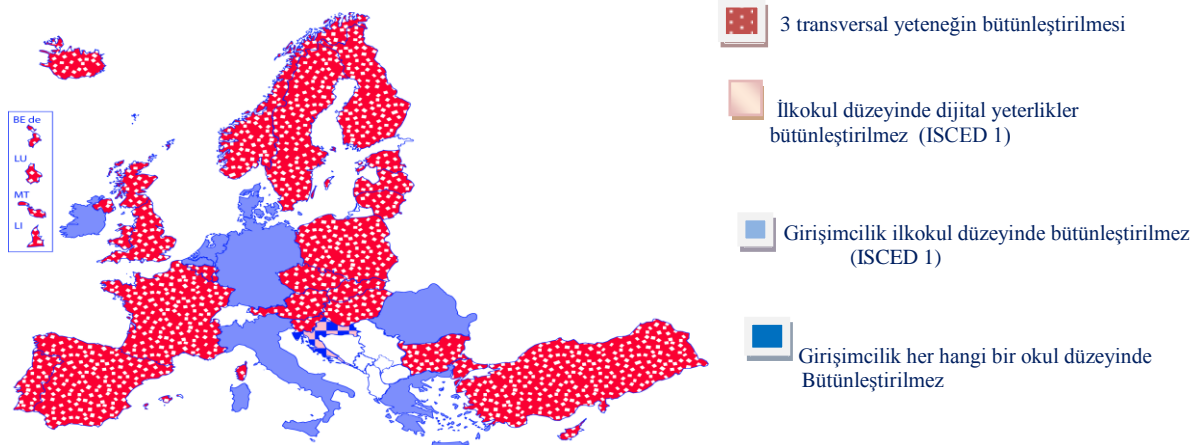 3 transversal yeteneğin bütünleştirilmesi
İlkokul düzeyinde dijital yeterlikler
bütünleştirilmez (ISCED 1)
BE de
LU
MT
LI
Girişimcilik ilkokul düzeyinde bütünleştirilmez
(ISCED 1)
Girişimcilik her hangi bir okul düzeyinde
Bütünleştirilmez